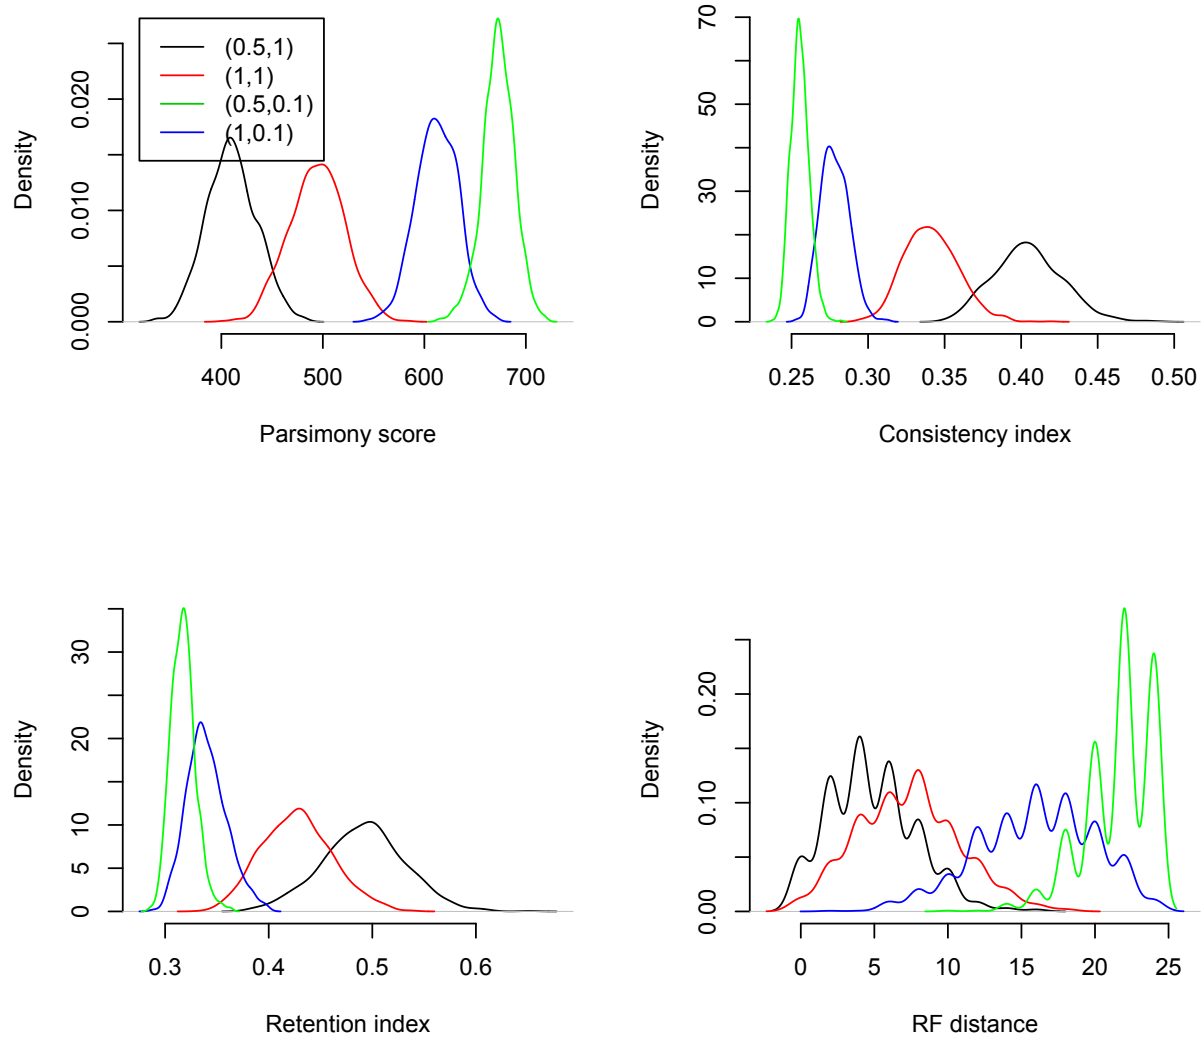 (0.5,1)
(1,1)
(0.5,0.1)
(1,0.1)
Density
0.000
0.010
0.020
400 500 600 700
Parsimony score
Density
0
10
30
50
70
0.25 0.30 0.35 0.40 0.45 0.50
Consistency index
Density
0
5
10
20
30
0.3 0.4 0.5 0.6
Retention index
Density
0.00
0.10
0.20
0 5 10 15 20 25
RF distance